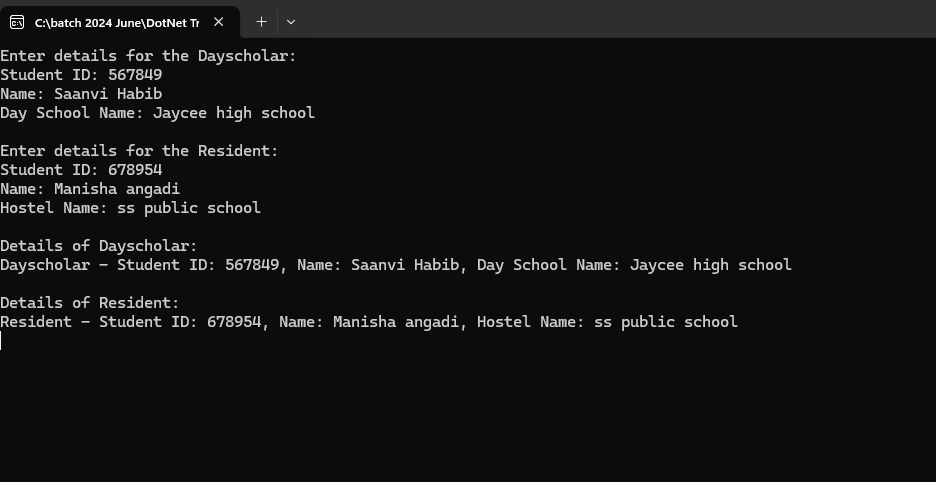 C:\batch 2024 June\DotNet Tr
Enter details for the Dayscholar:
Student ID: 567849
Name: Saanvi Habib
Day School Name: Jaycee high school
Enter details for the Resident:
Student ID: 678954
Name: Manisha angadi
Hostel Name: ss public school
Details of Dayscholar:
Dayscholar - Student ID: 567849, Name: Saanvi Habib, Day School Name: Jaycee high school
Details of Resident:
Resident - Student ID: 678954, Name: Manisha angadi, Hostel Name: ss public school